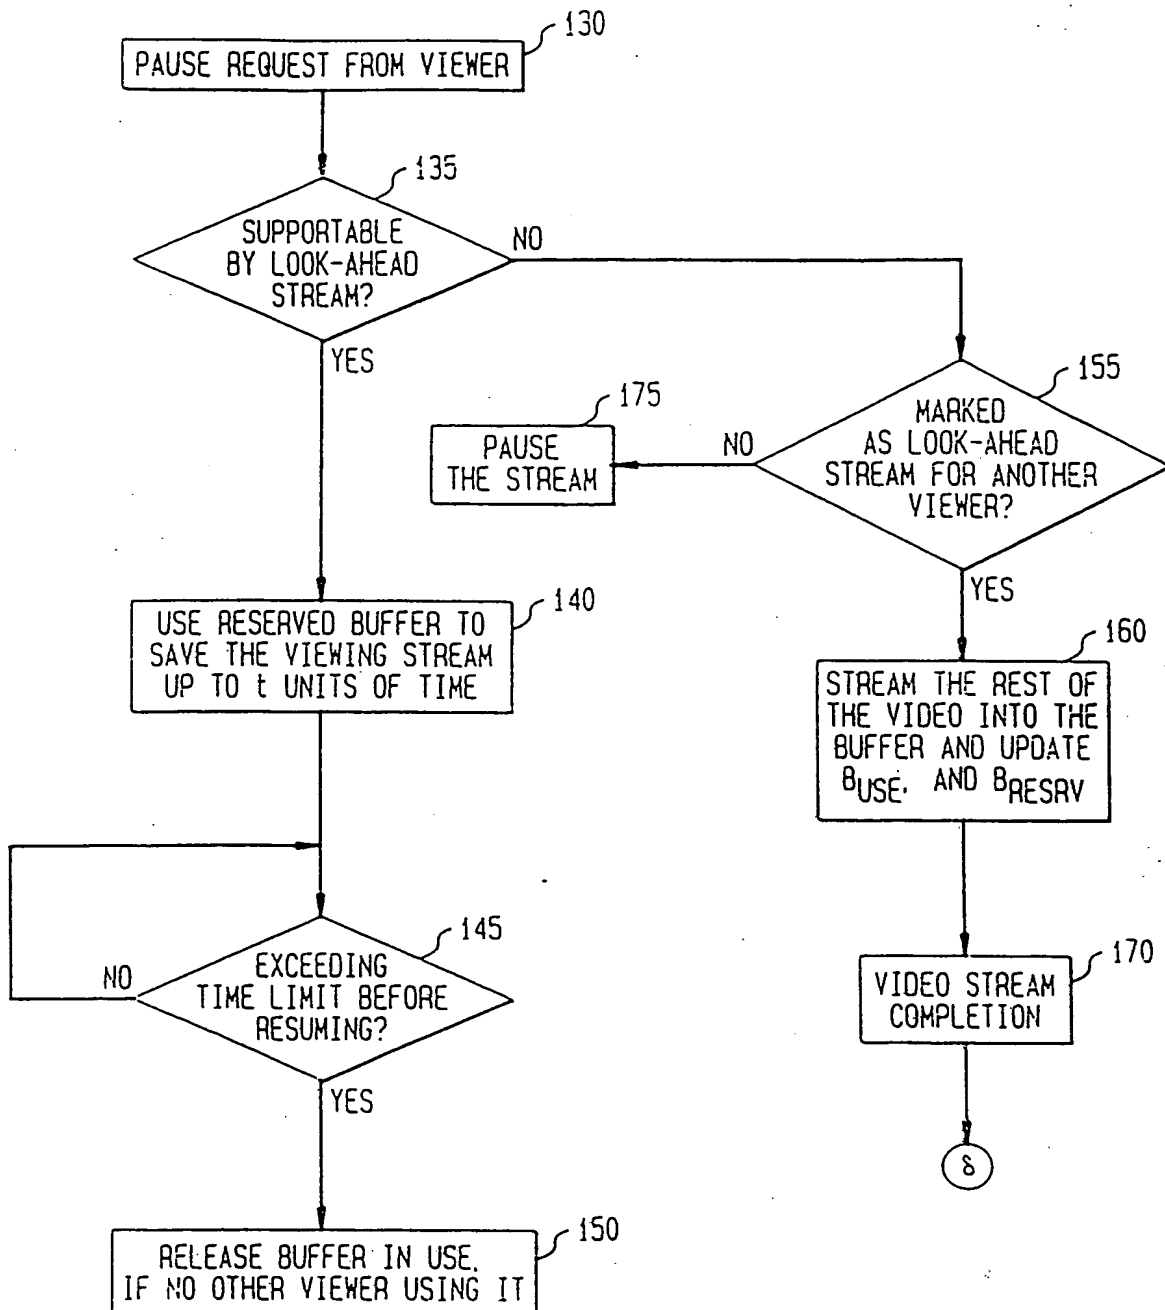 130
PAUSE REQUEST FROM VIEWER
135
SUPPORTABLE
BY LOOK-AHEAD
STREAM?
NO
YES
155
MARKED
AS LOOK-AHEAD
STREAM FOR ANOTHER
VIEWER?
NO
YES
175
PAUSE
THE STREAM
140
USE RESERVED BUFFER TO
SAVE THE VIEWING STREAM
UP TO t UNITS OF TIME
160
STREAM THE REST OF
THE VIDEO INTO THE
BUFFER AND UPDATE
BUSE, AND BRESRV
145
EXCEEDING
TIME LIMIT BEFORE
RESUMING?
NO
YES
170
VIDEO STREAM
COMPLETION
δ
150
RELEASE BUFFER IN USE,
IF NO OTHER VIEWER USING IT